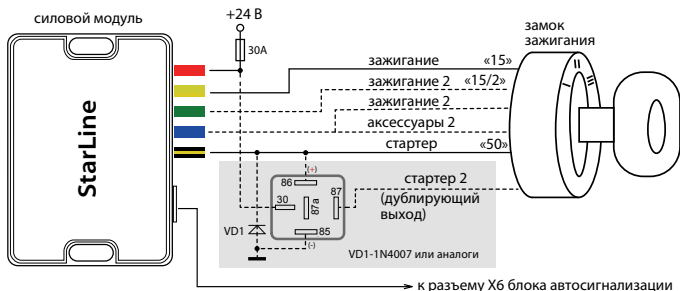 силовой модуль
+24 В
30А
замок
зажигания
зажигание «15»
зажигание 2 «15/2»
зажигание 2
аксессуары 2
стартер «50»
StarLine
(+)
86
87
30
87a
85
(-)
VD1
стартер 2
(дублирующий
выход)
VD1-1N4007 или аналоги
к разъему X6 блока автосигнализации